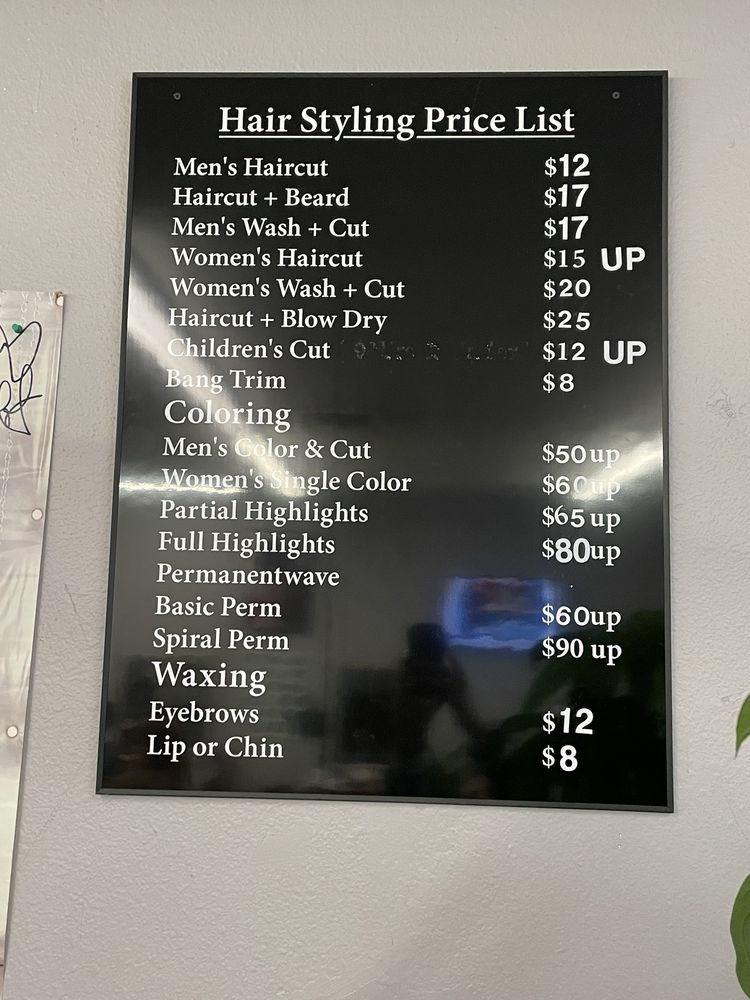 Hair Styling Price List
Men's Haircut $12
Haircut + Beard $17
Men's Wash + Cut $17
Women's Haircut $15 UP
Women's Wash + Cut $20
Haircut + Blow Dry $25
Children's Cut $12 UP
Bang Trim $8
Coloring
Men's Color & Cut $50 up
Women's Single Color $60up
Partial Highlights $65 up
Full Highlights $80up
Permanentwave
Basic Perm $60up
Spiral Perm $90 up
Waxing
Eyebrows $12
Lip or Chin $8